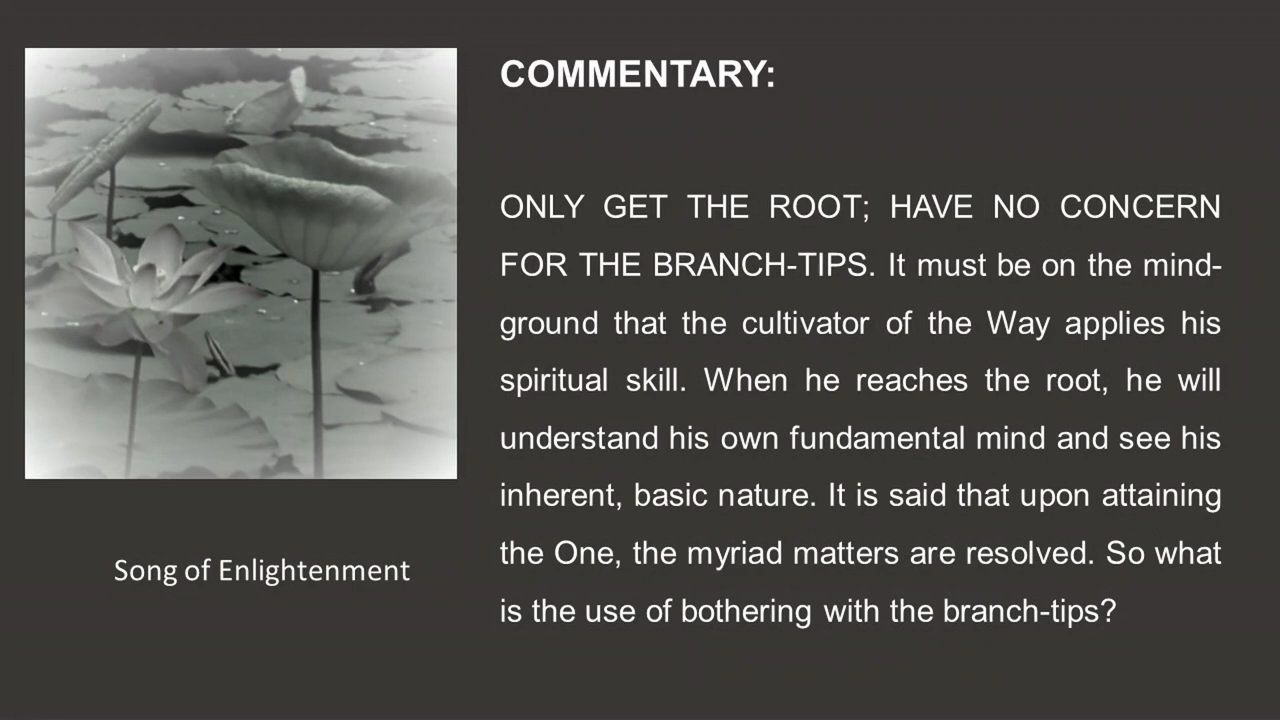 COMMENTARY:
ONLY GET THE ROOT; HAVE NO CONCERN
FOR THE BRANCH-TIPS. It must be on the mind-
ground that the cultivator of the Way applies his
spiritual skill. When he reaches the root, he will
understand his own fundamental mind and see his
inherent, basic nature. It is said that upon attaining
the One, the myriad matters are resolved. So what
is the use of bothering with the branch-tips?
Song of Enlightenment